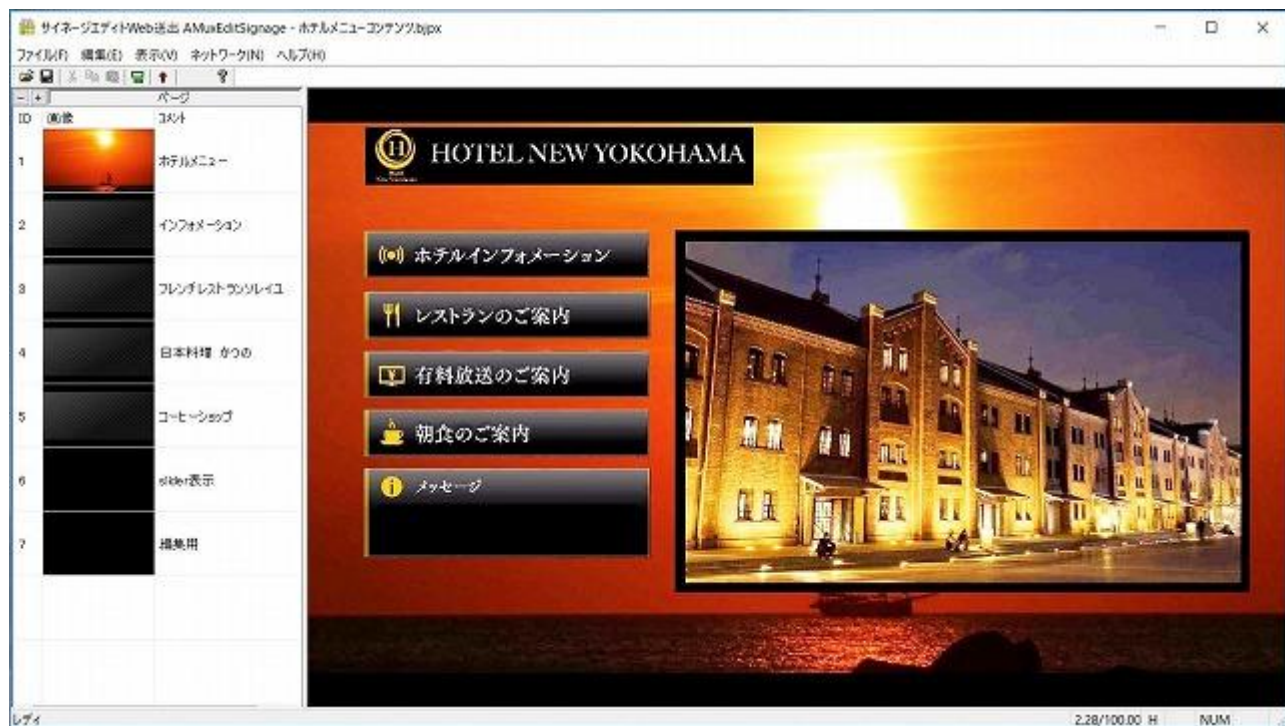 サイネージエディトWeb送出 AMuxEditSignage - ホテルメニューコンテンツ.bjpx
ファイル(F) 編集(E) 表示(V) ネットワーク(N) ヘルプ(H)
- + ページ
ID 画像 コメント
1 ホテルメニュー
2 インフォメーション
3 フレンチレストランソレイユ
4 日本料理 かつの
5 コーヒーショップ
6 slider表示
7 編集用
H HOTEL NEW YOKOHAMA
ホテルインフォメーション
レストランのご案内
¥ 有料放送のご案内
朝食のご案内
i メッセージ
レディ 2.28/100.00 H NUM